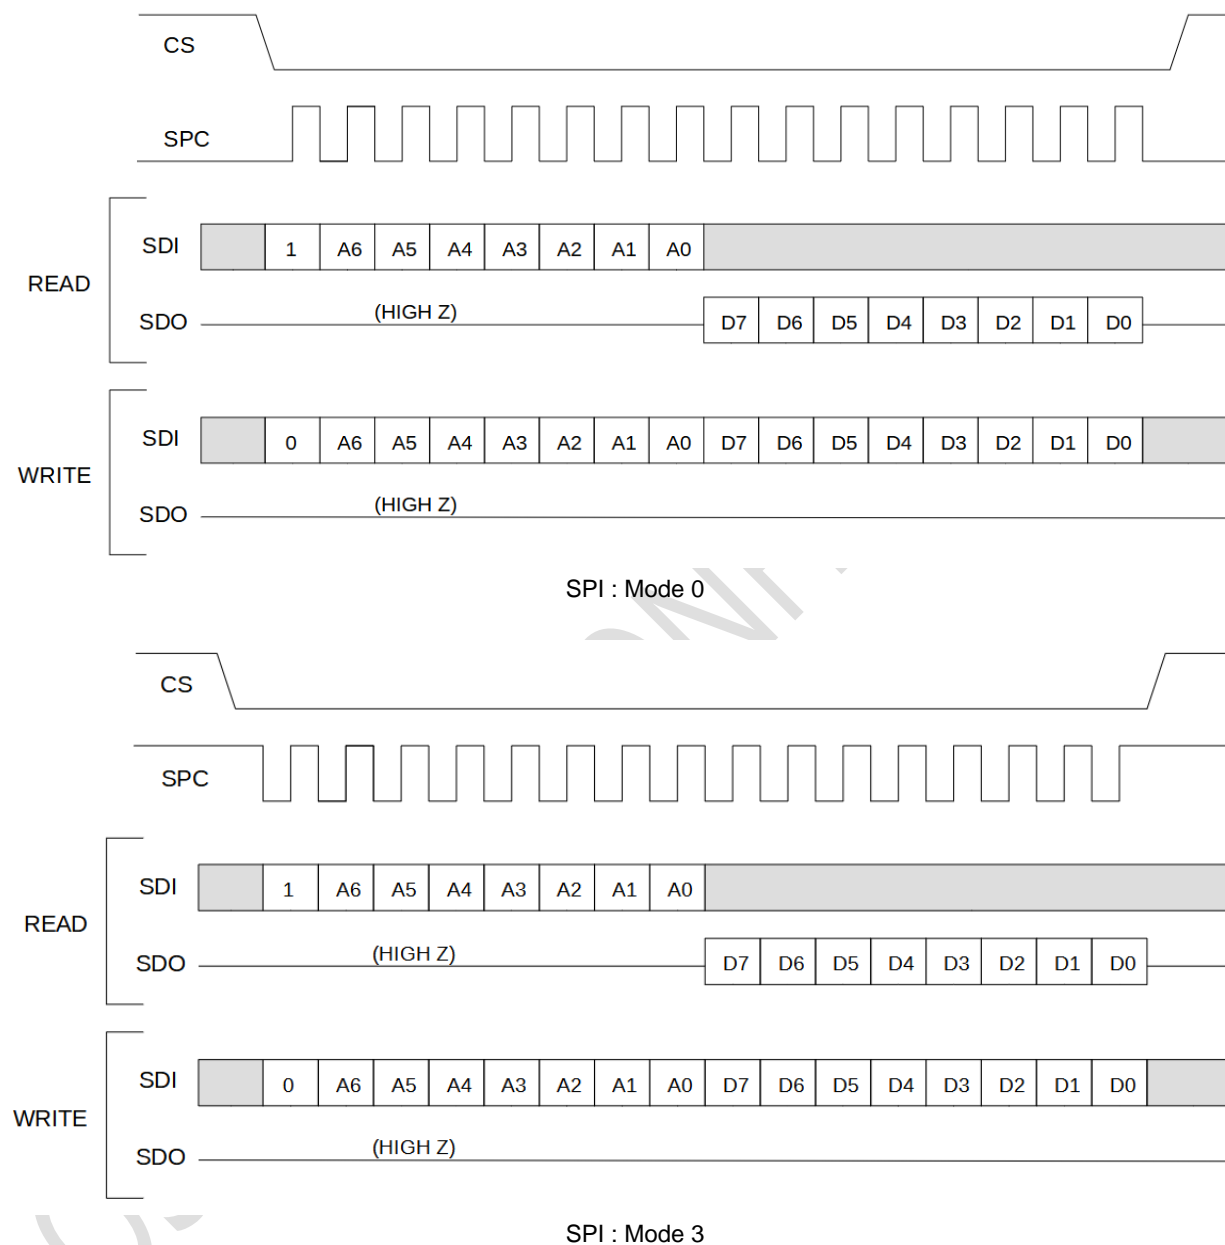 CS
SPC
READ
SDI 1 A6 A5 A4 A3 A2 A1 A0
SDO (HIGH Z) D7 D6 D5 D4 D3 D2 D1 D0
WRITE
SDI 0 A6 A5 A4 A3 A2 A1 A0 D7 D6 D5 D4 D3 D2 D1 D0
SDO (HIGH Z)
SPI : Mode 0
CS
SPC
READ
SDI 1 A6 A5 A4 A3 A2 A1 A0
SDO (HIGH Z) D7 D6 D5 D4 D3 D2 D1 D0
WRITE
SDI 0 A6 A5 A4 A3 A2 A1 A0 D7 D6 D5 D4 D3 D2 D1 D0
SDO (HIGH Z)
SPI : Mode 3